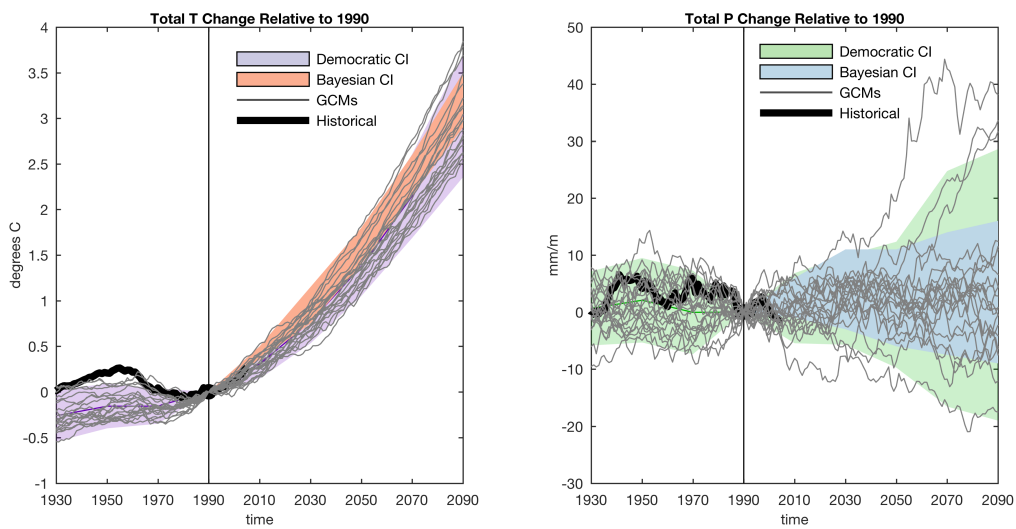 Total T Change Relative to 1990
4
3.5
3
2.5
2
1.5
1
0.5
0
-0.5
-1
degrees C
1930 1950 1970 1990 2010 2030 2050 2070 2090
time
Democratic CI
Bayesian CI
GCMs
Historical
Total P Change Relative to 1990
50
40
30
20
10
0
-10
-20
-30
mm/m
1930 1950 1970 1990 2010 2030 2050 2070 2090
time
Democratic CI
Bayesian CI
GCMs
Historical